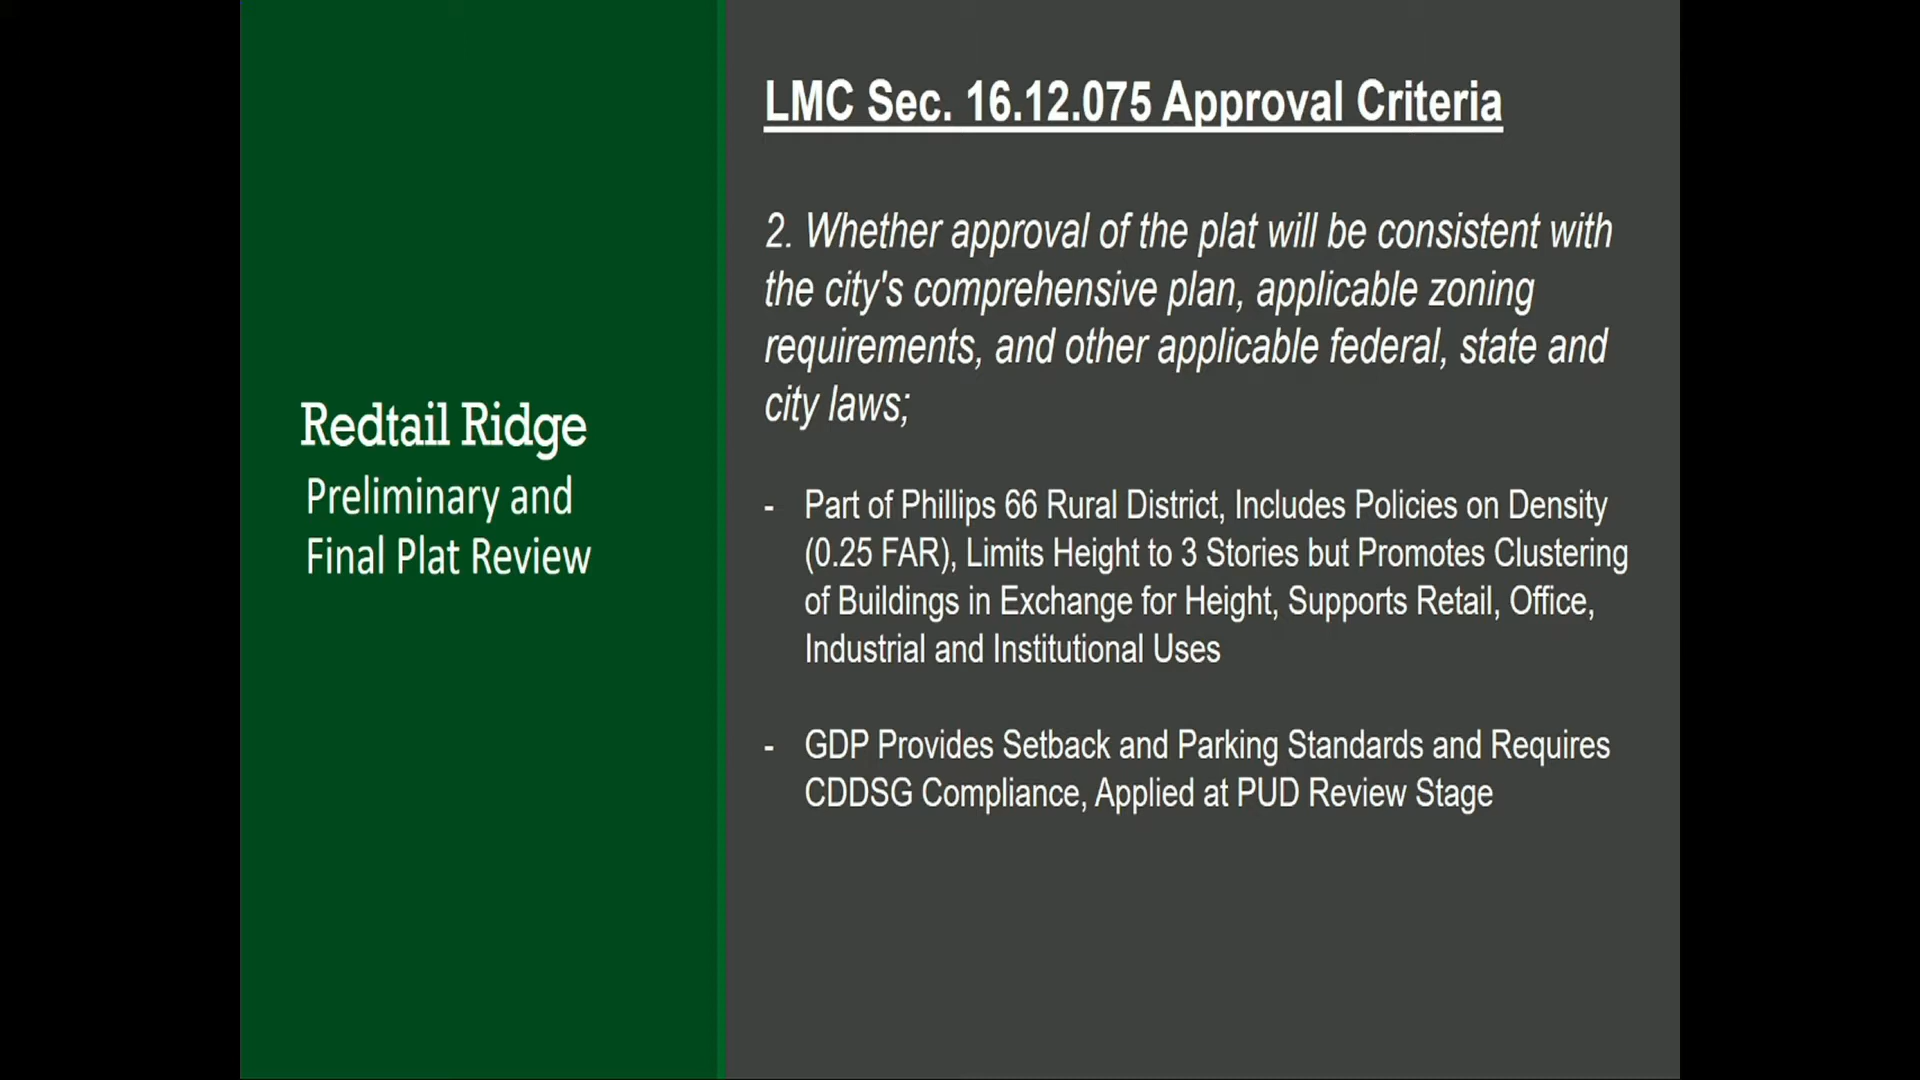 Redtail Ridge
Preliminary and
Final Plat Review
LMC Sec. 16.12.075 Approval Criteria
2. Whether approval of the plat will be consistent with
the city's comprehensive plan, applicable zoning
requirements, and other applicable federal, state and
city laws;
- Part of Phillips 66 Rural District, Includes Policies on Density
(0.25 FAR), Limits Height to 3 Stories but Promotes Clustering
of Buildings in Exchange for Height, Supports Retail, Office,
Industrial and Institutional Uses
- GDP Provides Setback and Parking Standards and Requires
CDDSG Compliance, Applied at PUD Review Stage